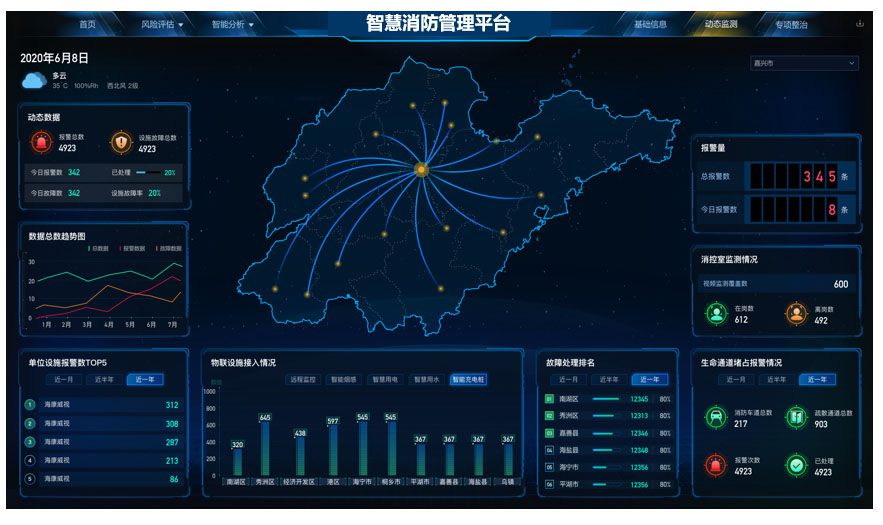 首页 风险评估 智能分析 智慧消防管理平台 基础信息 动态监测 专项整治
2020年6月8日
多云
35°C 100%Rh 西北风 2级
嘉兴市
动态数据
报警总数
4923
设施故障总数
4923
今日报警数 342 已处理 20%
今日故障数 342 设施故障率 20%
报警量
总报警数 345 条
今日报警数 8 条
数据总数趋势图
总数据 报警数据 故障数据
30
20
10
0
1月 2月 3月 4月 5月 6月 7月
消控室监测情况
视频监测覆盖数 600
在岗数
612
离岗数
492
单位设施报警数TOP5
近一月 近半年 近一年
1 海康威视 312
2 海康威视 308
3 海康威视 287
4 海康威视 213
5 海康威视 86
物联设施接入情况
远程监控 智能烟感 智慧用电 智慧用水 智能充电桩
1000
800
600
400
200
0
320 645 438 597 545 545 367 367 367 367
南湖区 秀洲区 经济开发区 港区 海宁市 桐乡市 平湖市 嘉善县 海盐县 乌镇
故障处理排名
近一月 近半年 近一年
01 南湖区 12345 80%
02 秀洲区 12313 80%
03 嘉善县 12346 80%
04 海盐县 12348 80%
05 海宁市 12356 80%
06 平湖市 12356 80%
生命通道堵占报警情况
近一月 近半年 近一年
消防车道总数
217
疏散通道总数
903
报警次数
4923
已处理
4923